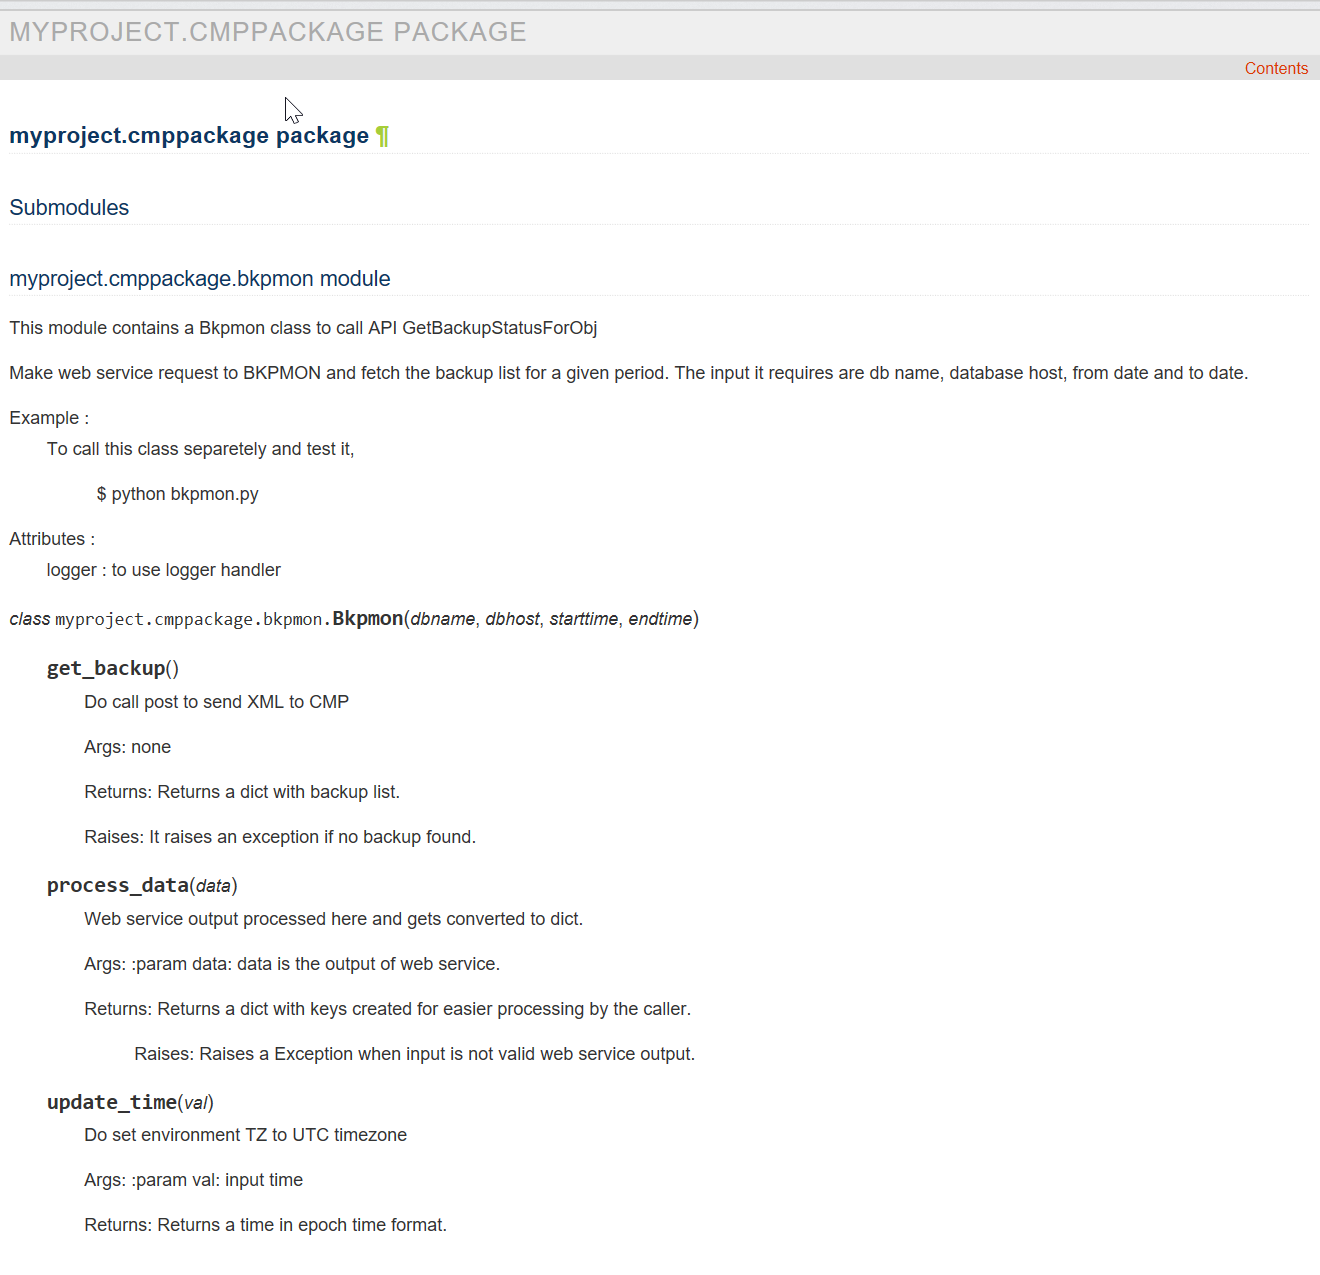 MYPROJECT.CMPPACKAGE PACKAGE
Contents
myproject.cmppackage package ¶
Submodules
myproject.cmppackage.bkpmon module
This module contains a Bkpmon class to call API GetBackupStatusForObj
Make web service request to BKPMON and fetch the backup list for a given period. The input it requires are db name, database host, from date and to date.
Example :
To call this class separetely and test it,
$ python bkpmon.py
Attributes :
logger : to use logger handler
class myproject.cmppackage.bkpmon.Bkpmon(dbname, dbhost, starttime, endtime)
get_backup()
Do call post to send XML to CMP
Args: none
Returns: Returns a dict with backup list.
Raises: It raises an exception if no backup found.
process_data(data)
Web service output processed here and gets converted to dict.
Args: :param data: data is the output of web service.
Returns: Returns a dict with keys created for easier processing by the caller.
Raises: Raises a Exception when input is not valid web service output.
update_time(val)
Do set environment TZ to UTC timezone
Args: :param val: input time
Returns: Returns a time in epoch time format.